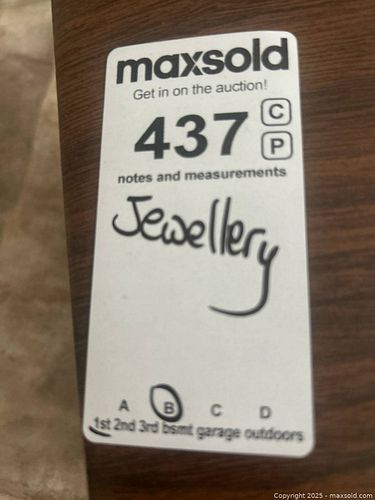 maxsold
Get in on the auction!
437 C
P
notes and measurements
Jewellery
A B C D
1st 2nd 3rd bsmt garage outdoors
Copyright 2025 - maxsold.com